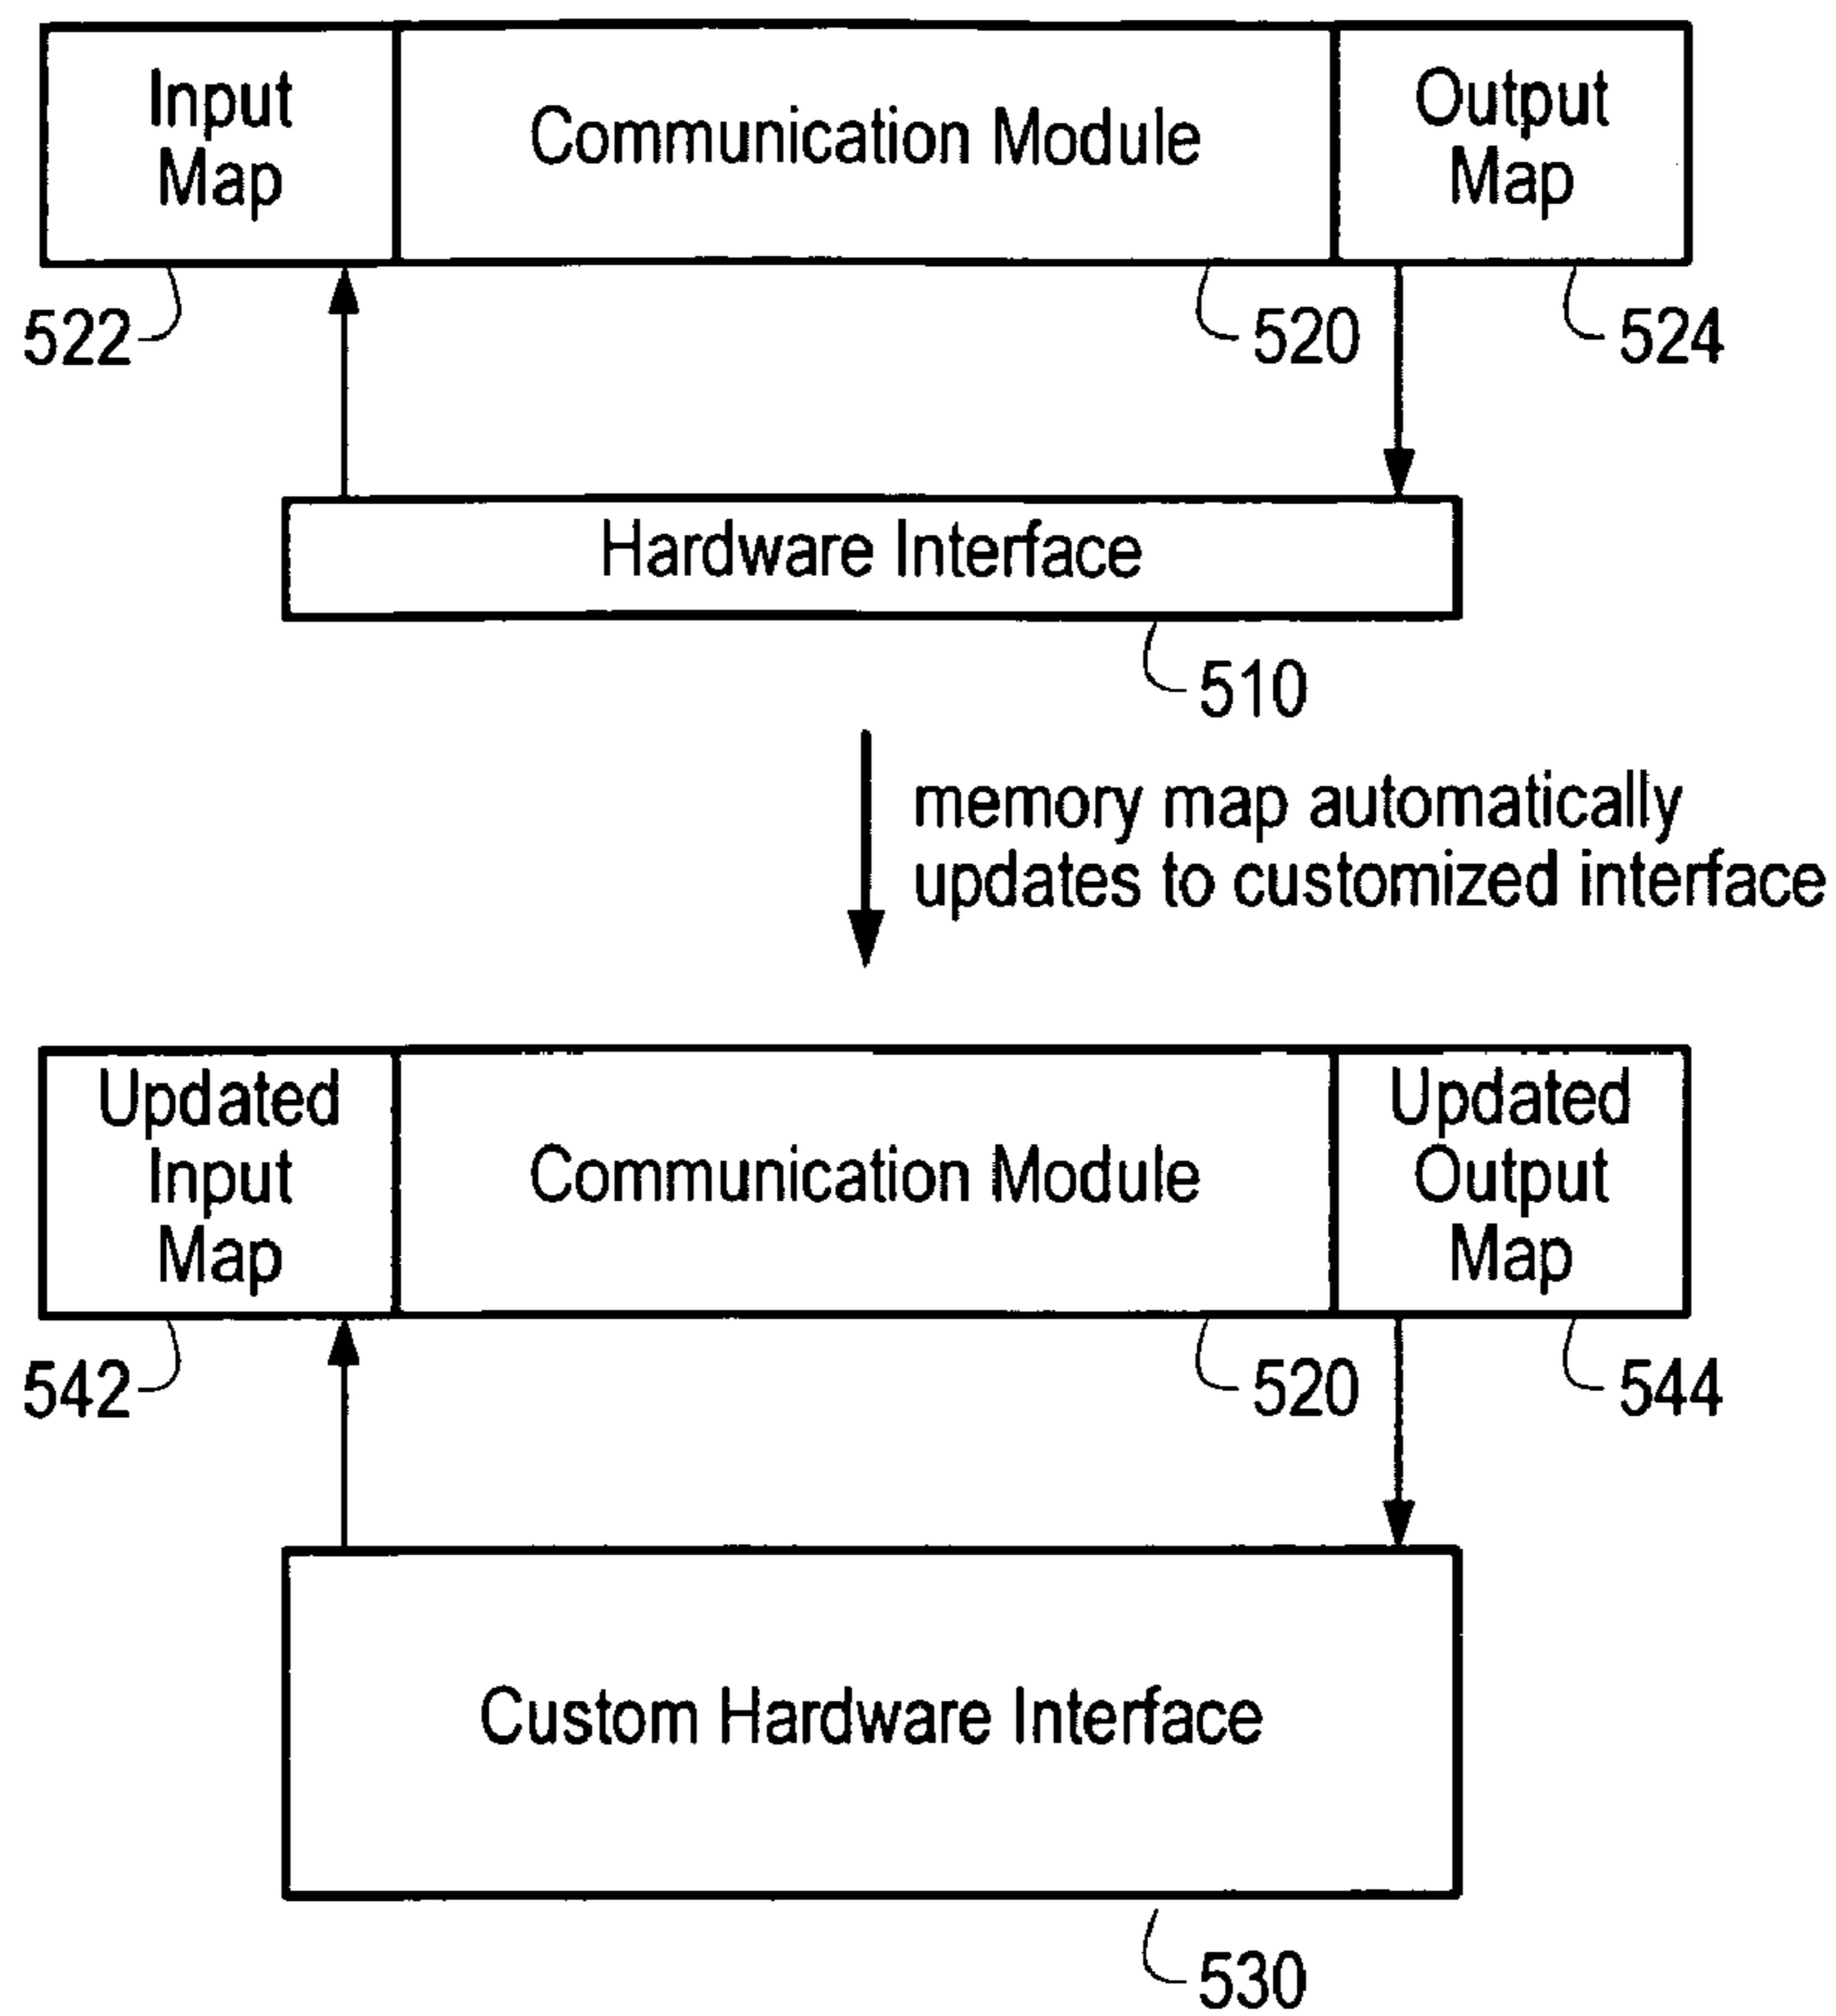 Input
Map
Communication Module
Output
Map
522
520
524
Hardware Interface
510
memory map automatically
updates to customized interface
Updated
Input
Map
Communication Module
Updated
Output
Map
542
520
544
Custom Hardware Interface
530